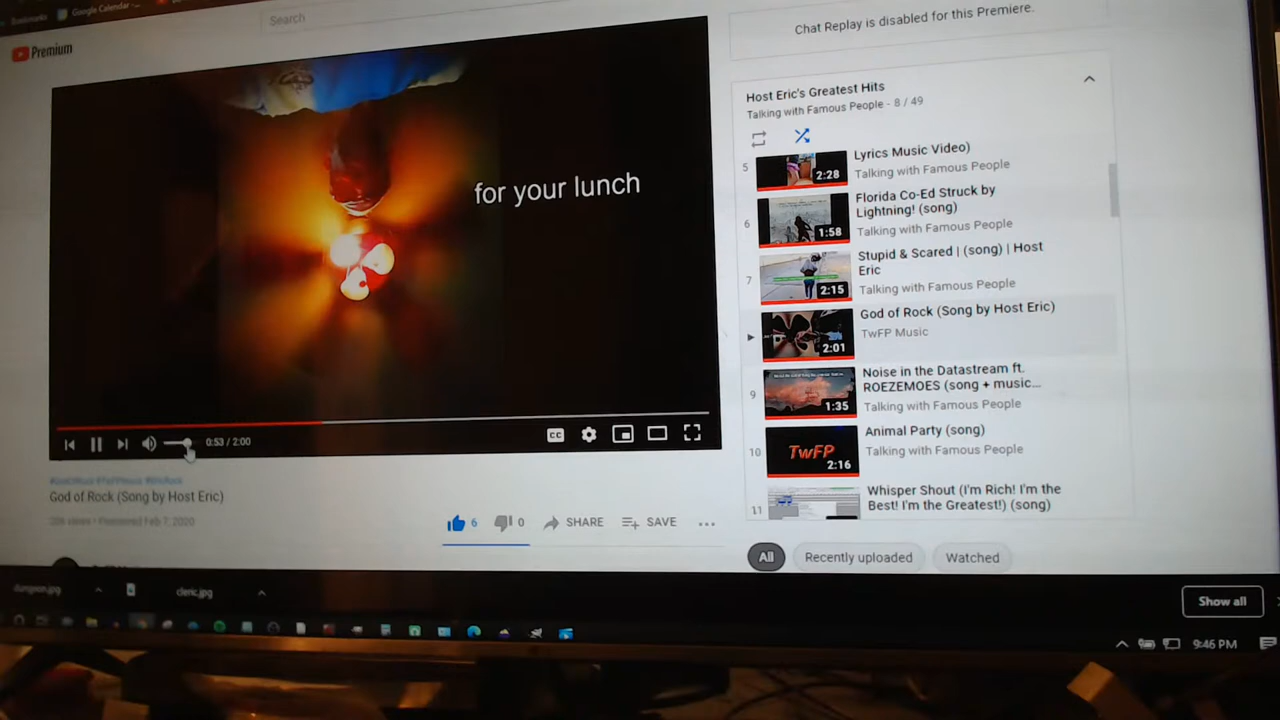 Bookmarks
Google Calendar -...
Search
Premium
for your lunch
0:53 / 2:00
CC
God of Rock (Song by Host Eric)
Premiered Feb 7, 2020
6
0
SHARE
SAVE
Chat Replay is disabled for this Premiere.
Host Eric's Greatest Hits
Talking with Famous People - 8 / 49
5
2:28
Lyrics Music Video)
Talking with Famous People
6
1:58
Florida Co-Ed Struck by
Lightning! (song)
Talking with Famous People
7
2:15
Stupid & Scared | (song) | Host
Eric
Talking with Famous People
2:01
God of Rock (Song by Host Eric)
TwFP Music
9
1:35
Noise in the Datastream ft.
ROEZEMOES (song + music...
Talking with Famous People
10
TwFP
2:16
Animal Party (song)
Talking with Famous People
11
Whisper Shout (I'm Rich! I'm the
Best! I'm the Greatest!) (song)
All
Recently uploaded
Watched
dungeon.jpg
cleric.jpg
Show all
9:46 PM